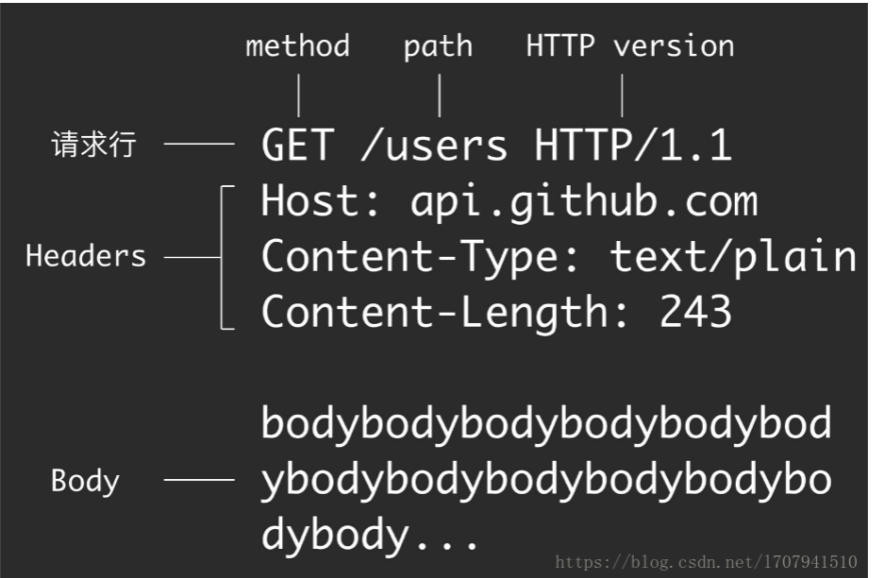 method path HTTP version
请求行 GET /users HTTP/1.1
Host: api.github.com
Headers Content-Type: text/plain
Content-Length: 243
bodybodybodybodybodybod
Body ybodybodybodybodybodybo
dybody...
https://blog.csdn.net/1707941510